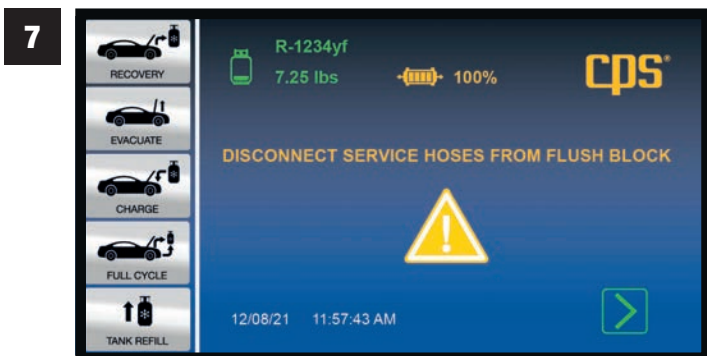 7
RECOVERY
EVACUATE
CHARGE
FULL CYCLE
TANK REFILL
R-1234yf
7.25 lbs
100%
CPS®
DISCONNECT SERVICE HOSES FROM FLUSH BLOCK
!
12/08/21 11:57:43 AM